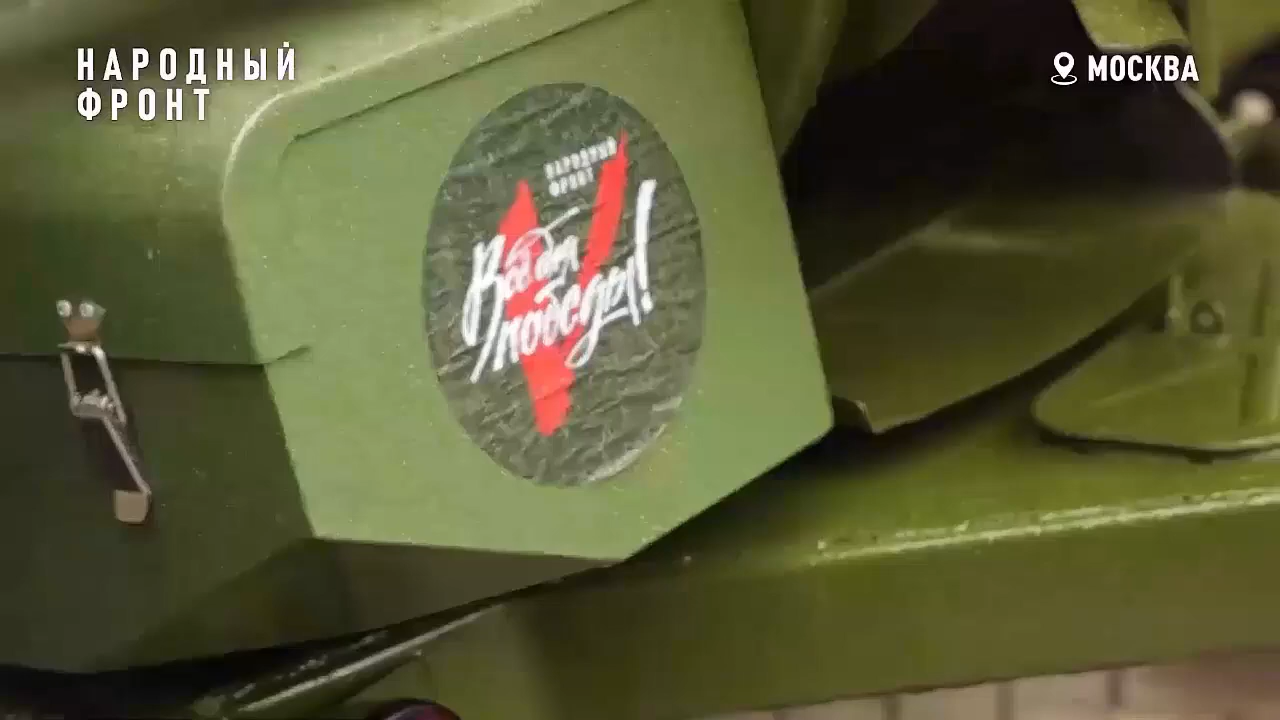 НАРОДНЫЙ
ФРОНТ
МОСКВА
НАРОДНЫЙ
ФРОНТ
Всё для
победы!